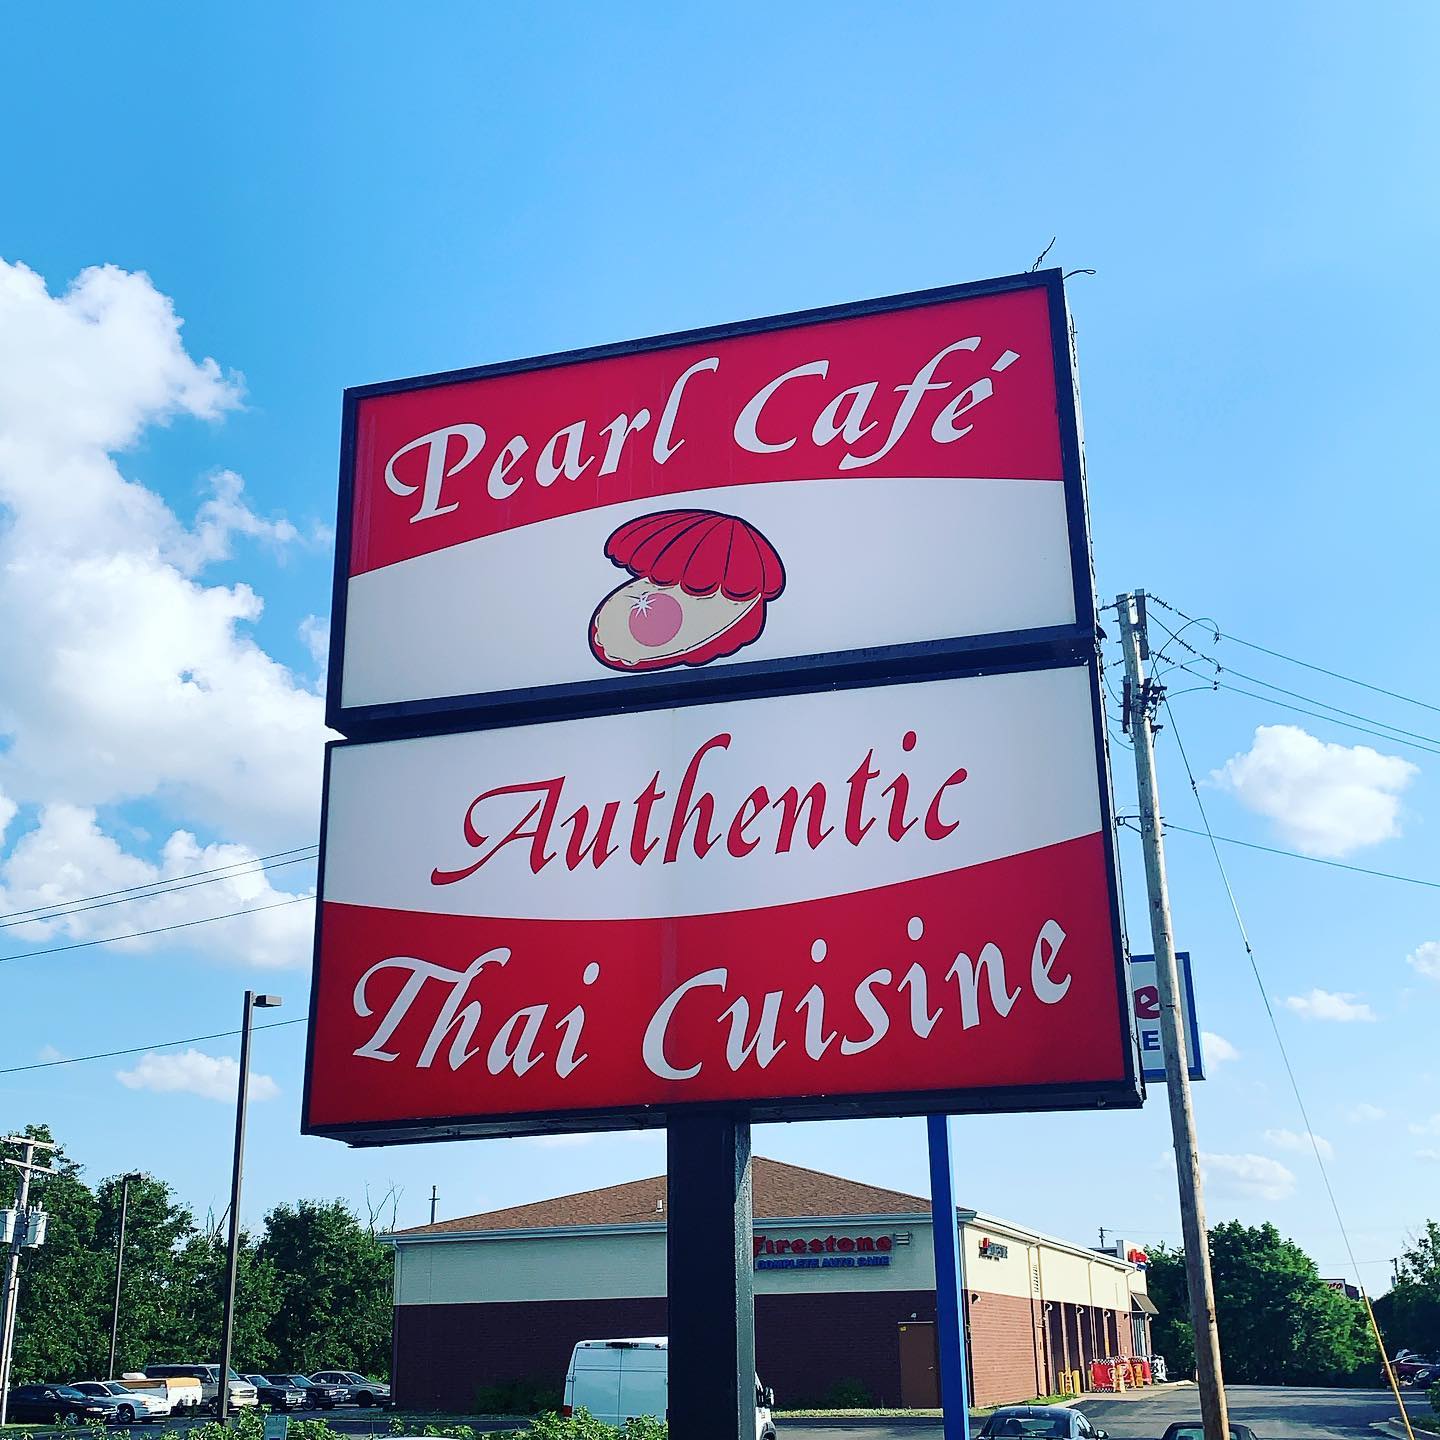 Pearl Café
Authentic
Thai Cuisine
Firestone
COMPLETE AUTO CARE